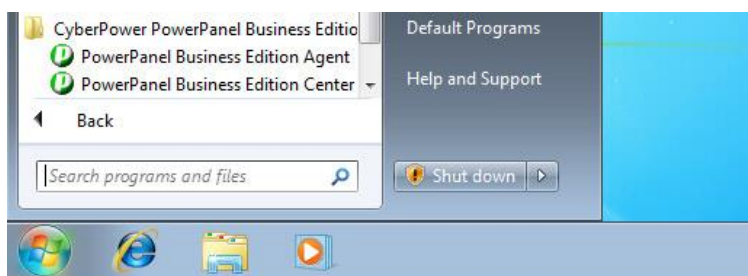 CyberPower PowerPanel Business Editio
PowerPanel Business Edition Agent
PowerPanel Business Edition Center
Back
Search programs and files
Default Programs
Help and Support
Shut down